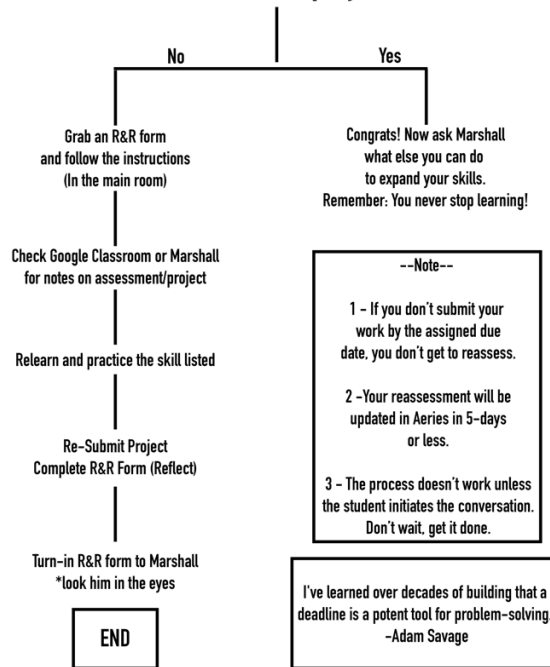 No
Yes
Grab an R&R form
and follow the instructions
(In the main room)
Congrats! Now ask Marshall
what else you can do
to expand your skills.
Remember: You never stop learning!
Check Google Classroom or Marshall
for notes on assessment/project
Relearn and practice the skill listed
Re-Submit Project
Complete R&R Form (Reflect)
Turn-in R&R form to Marshall
*look him in the eyes
END
--Note--
1 - If you don't submit your
work by the assigned due
date, you don't get to reassess.
2 -Your reassessment will be
updated in Aeries in 5-days
or less.
3 - The process doesn't work unless
the student initiates the conversation.
Don't wait, get it done.
I've learned over decades of building that a
deadline is a potent tool for problem-solving.
-Adam Savage